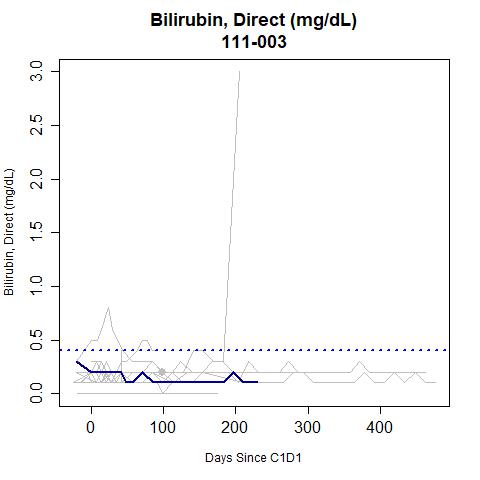 Bilirubin, Direct (mg/dL)
111-003
Bilirubin, Direct (mg/dL)
3.0
2.5
2.0
1.5
1.0
0.5
0.0
0 100 200 300 400
Days Since C1D1